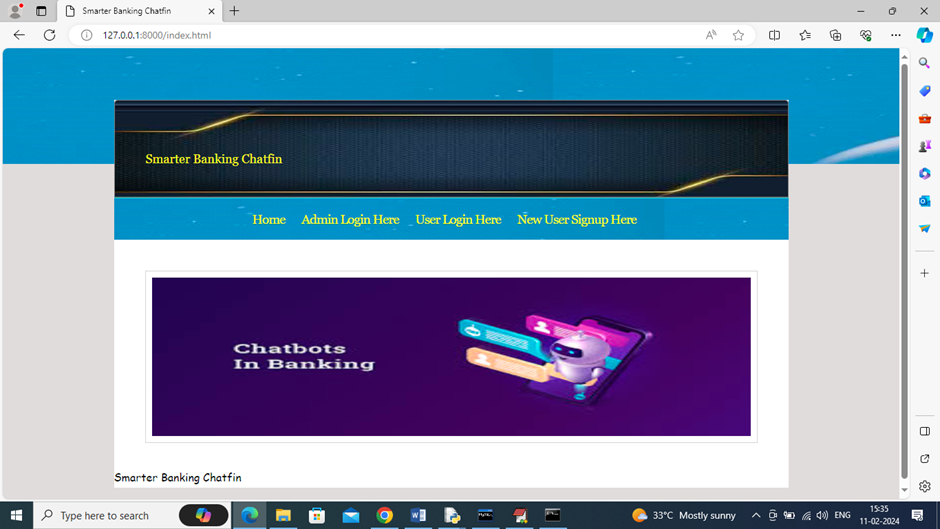 Smarter Banking Chatfin
127.0.0.1:8000/index.html
Smarter Banking Chatfin
Home Admin Login Here User Login Here New User Signup Here
Chatbots
In Banking
Smarter Banking Chatfin
Type here to search
33°C Mostly sunny
ENG
15:35
11-02-2024